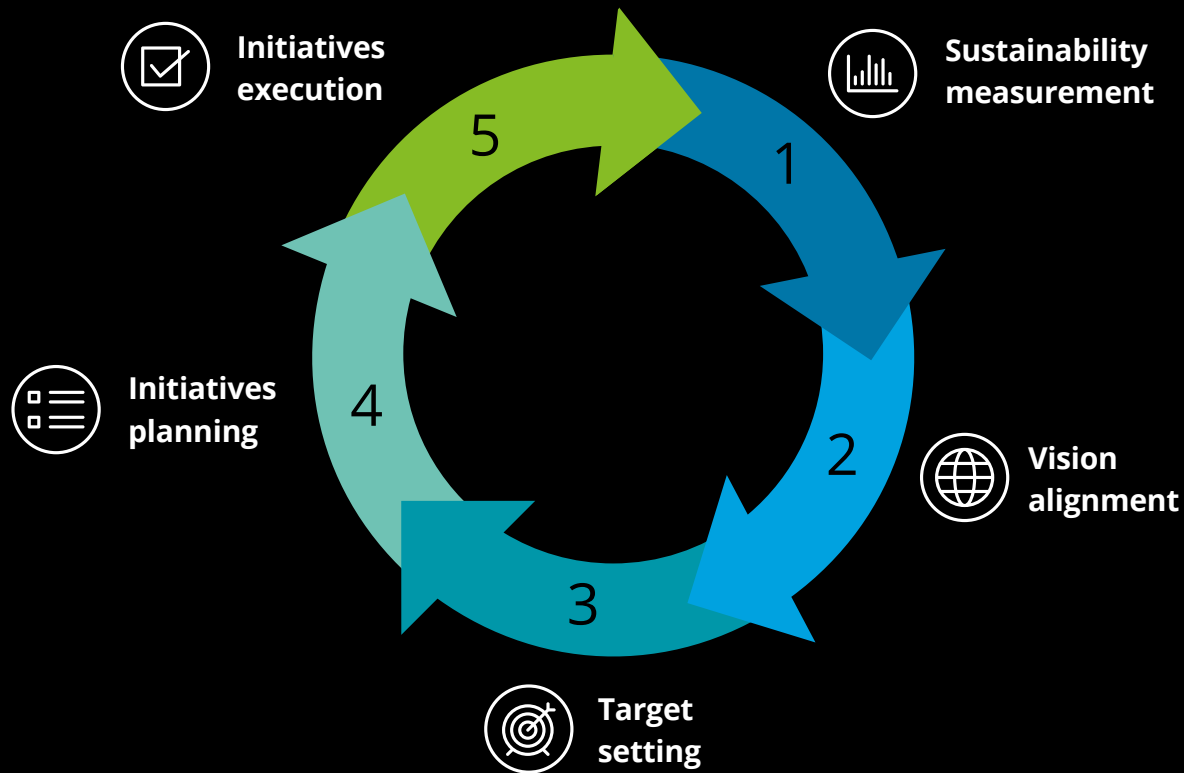 1
Sustainability
measurement
2
Vision
alignment
3
Target
setting
4
Initiatives
planning
5
Initiatives
execution